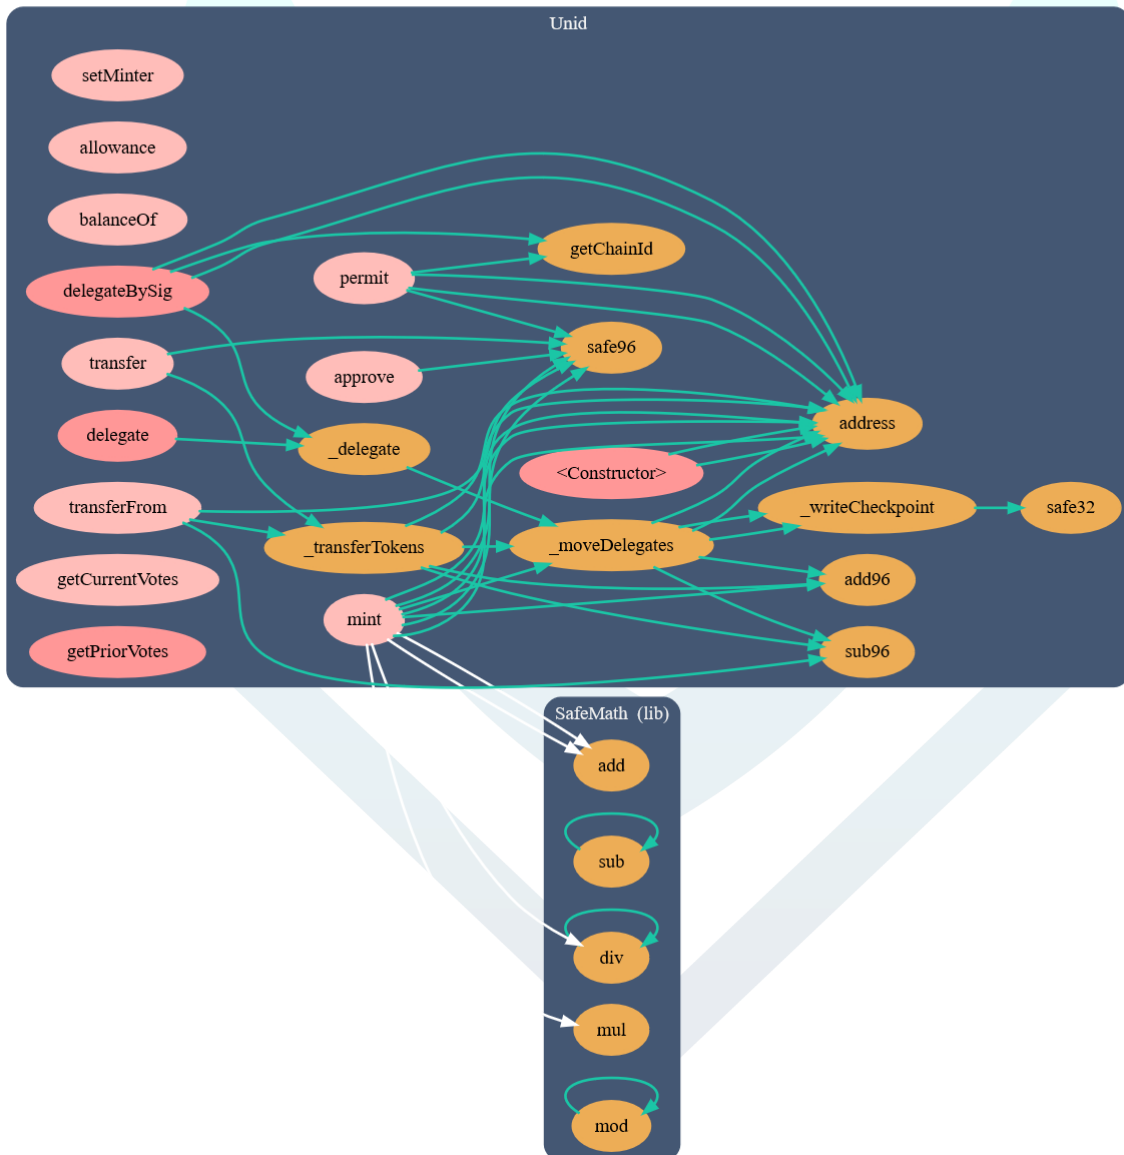 Unid
setMinter
allowance
balanceOf
delegateBySig
transfer
delegate
transferFrom
getCurrentVotes
getPriorVotes
permit
approve
_delegate
_transferTokens
mint
getChainId
safe96
<Constructor>
_moveDelegates
address
_writeCheckpoint
add96
sub96
safe32
SafeMath (lib)
add
sub
div
mul
mod